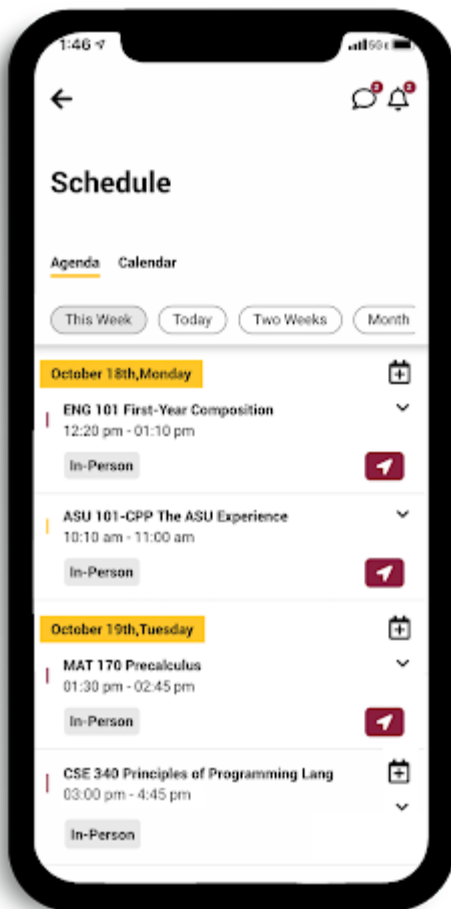 1:46
5G E
2
2
Schedule
Agenda Calendar
This Week Today Two Weeks Month
October 18th,Monday
ENG 101 First-Year Composition
12:20 pm - 01:10 pm
In-Person
ASU 101-CPP The ASU Experience
10:10 am - 11:00 am
In-Person
October 19th,Tuesday
MAT 170 Precalculus
01:30 pm - 02:45 pm
In-Person
CSE 340 Principles of Programming Lang
03:00 pm - 4:45 pm
In-Person